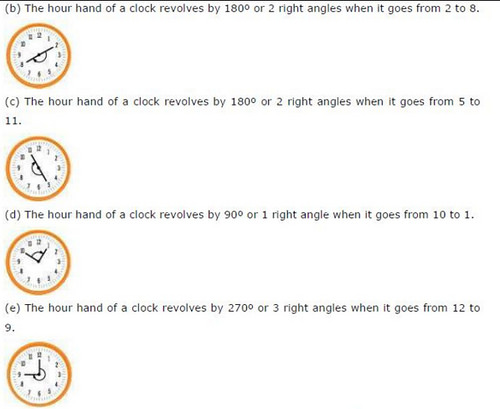 (b) The hour hand of a clock revolves by 180º or 2 right angles when it goes from 2 to 8.
(c) The hour hand of a clock revolves by 180º or 2 right angles when it goes from 5 to
11.
(d) The hour hand of a clock revolves by 90º or 1 right angle when it goes from 10 to 1.
(e) The hour hand of a clock revolves by 270º or 3 right angles when it goes from 12 to
9.